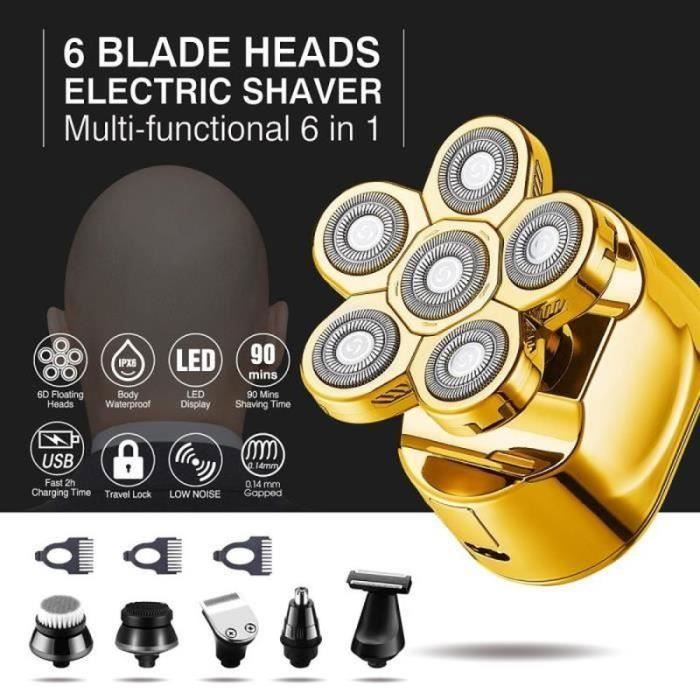 6 BLADE HEADS
ELECTRIC SHAVER
Multi-functional 6 in 1
6D Floating
Heads
IPX6
Body
Waterproof
LED
LED
Display
90
mins
90 Mins
Shaving Time
USB
Fast 2h
Charging Time
Travel Lock
LOW NOISE
0.14mm
0.14 mm
Gapped